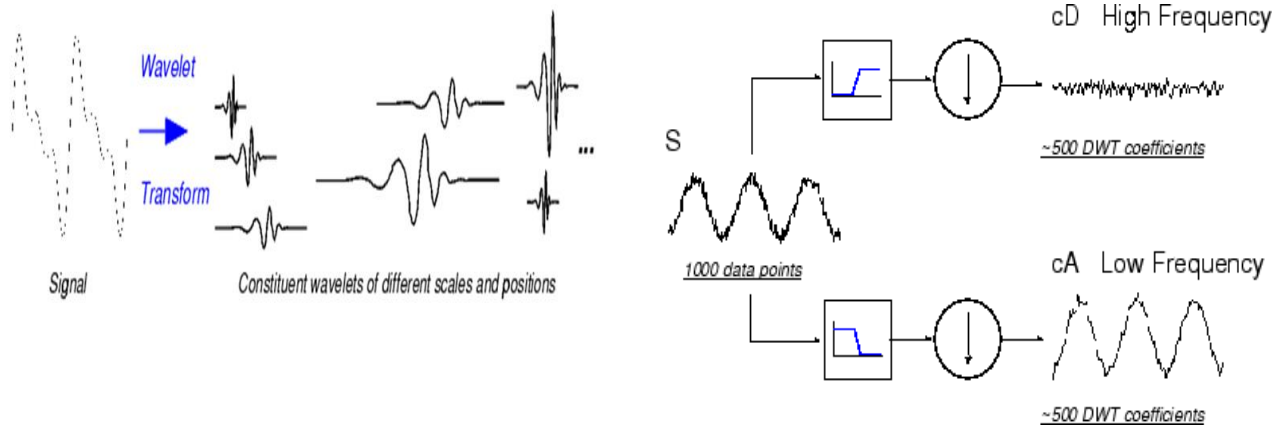 Wavelet
Transform
...
Signal
Constituent wavelets of different scales and positions
S
1000 data points
cD High Frequency
~500 DWT coefficients
cA Low Frequency
~500 DWT coefficients